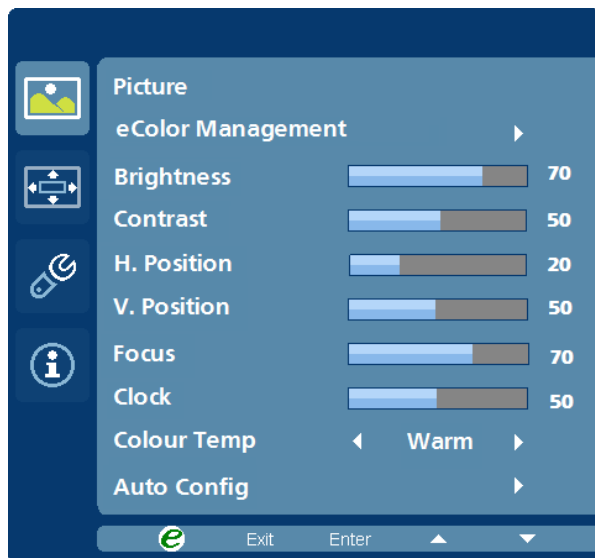 Picture
eColor Management
Brightness 70
Contrast 50
H. Position 20
V. Position 50
Focus 70
Clock 50
Colour Temp Warm
Auto Config
e Exit Enter